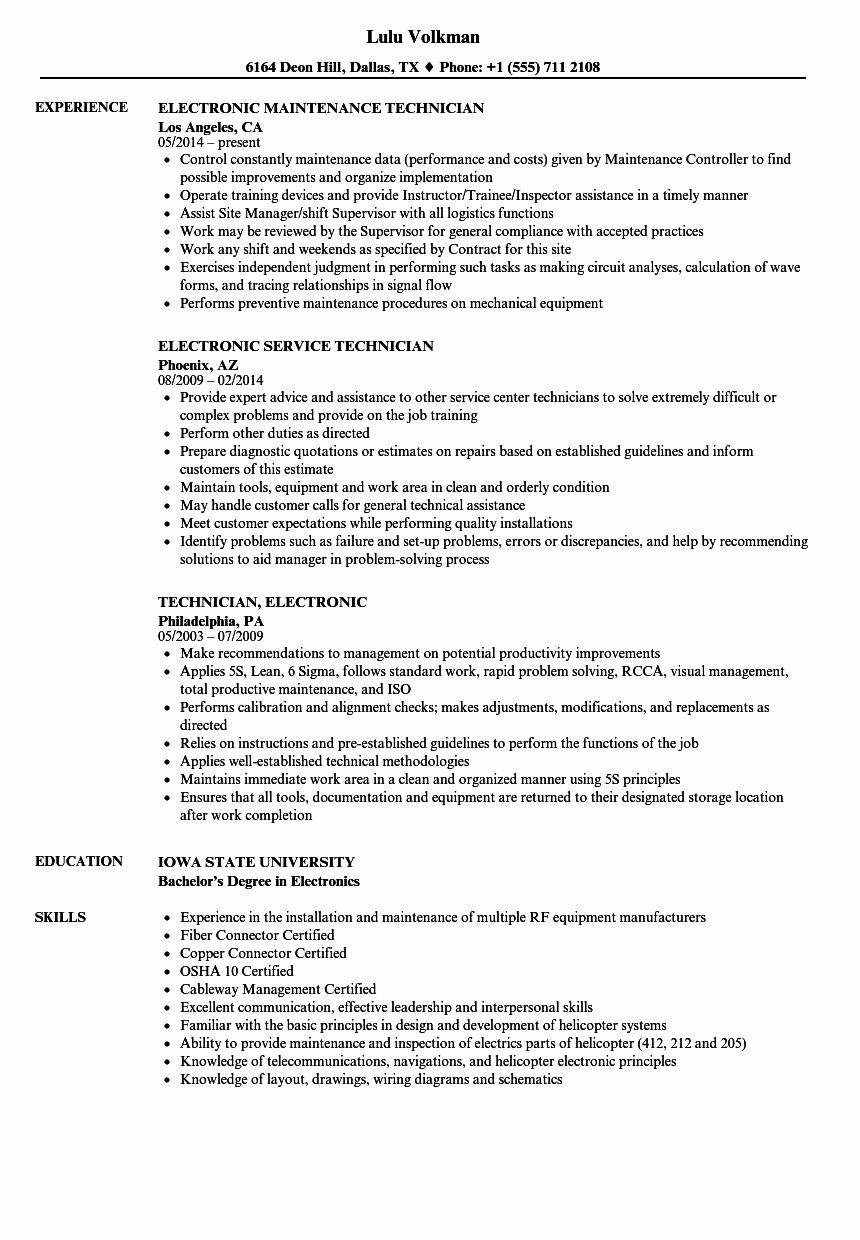 Lulu Volkman
6164 Deon Hill, Dallas, TX ♦ Phone: +1 (555) 711 2108
EXPERIENCE
ELECTRONIC MAINTENANCE TECHNICIAN
Los Angeles, CA
05/2014 – present
• Control constantly maintenance data (performance and costs) given by Maintenance Controller to find
possible improvements and organize implementation
• Operate training devices and provide Instructor/Trainee/Inspector assistance in a timely manner
• Assist Site Manager/shift Supervisor with all logistics functions
• Work may be reviewed by the Supervisor for general compliance with accepted practices
• Work any shift and weekends as specified by Contract for this site
• Exercises independent judgment in performing such tasks as making circuit analyses, calculation of wave
forms, and tracing relationships in signal flow
• Performs preventive maintenance procedures on mechanical equipment
ELECTRONIC SERVICE TECHNICIAN
Phoenix, AZ
08/2009 – 02/2014
• Provide expert advice and assistance to other service center technicians to solve extremely difficult or
complex problems and provide on the job training
• Perform other duties as directed
• Prepare diagnostic quotations or estimates on repairs based on established guidelines and inform
customers of this estimate
• Maintain tools, equipment and work area in clean and orderly condition
• May handle customer calls for general technical assistance
• Meet customer expectations while performing quality installations
• Identify problems such as failure and set-up problems, errors or discrepancies, and help by recommending
solutions to aid manager in problem-solving process
TECHNICIAN, ELECTRONIC
Philadelphia, PA
05/2003 – 07/2009
• Make recommendations to management on potential productivity improvements
• Applies 5S, Lean, 6 Sigma, follows standard work, rapid problem solving, RCCA, visual management,
total productive maintenance, and ISO
• Performs calibration and alignment checks; makes adjustments, modifications, and replacements as
directed
• Relies on instructions and pre-established guidelines to perform the functions of the job
• Applies well-established technical methodologies
• Maintains immediate work area in a clean and organized manner using 5S principles
• Ensures that all tools, documentation and equipment are returned to their designated storage location
after work completion
EDUCATION
IOWA STATE UNIVERSITY
Bachelor's Degree in Electronics
SKILLS
• Experience in the installation and maintenance of multiple RF equipment manufacturers
• Fiber Connector Certified
• Copper Connector Certified
• OSHA 10 Certified
• Cableway Management Certified
• Excellent communication, effective leadership and interpersonal skills
• Familiar with the basic principles in design and development of helicopter systems
• Ability to provide maintenance and inspection of electrics parts of helicopter (412, 212 and 205)
• Knowledge of telecommunications, navigations, and helicopter electronic principles
• Knowledge of layout, drawings, wiring diagrams and schematics